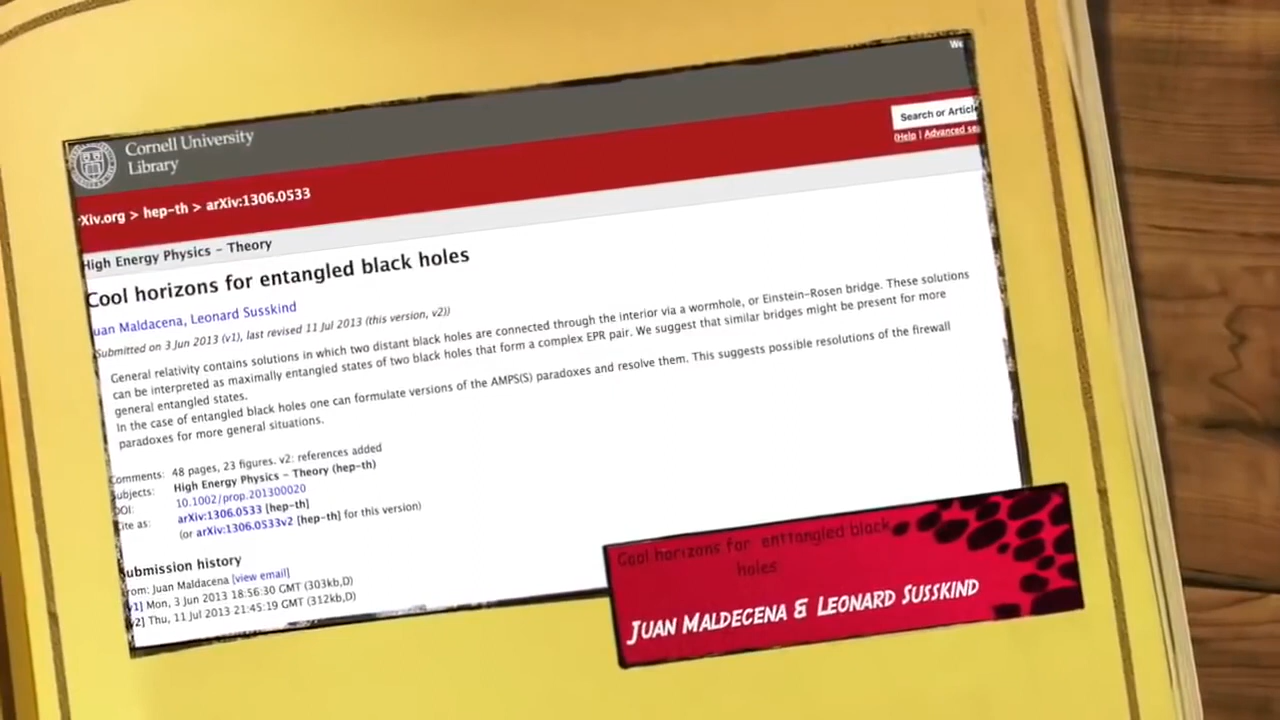 We
Cornell University
Library
Search or Article
(Help | Advanced sea
rXiv.org > hep-th > arXiv:1306.0533
High Energy Physics – Theory
Cool horizons for entangled black holes
uan Maldacena, Leonard Susskind
Submitted on 3 Jun 2013 (v1), last revised 11 Jul 2013 (this version, v2))
General relativity contains solutions in which two distant black holes are connected through the interior via a wormhole, or Einstein-Rosen bridge. These solutions
can be interpreted as maximally entangled states of two black holes that form a complex EPR pair. We suggest that similar bridges might be present for more
general entangled states.
In the case of entangled black holes one can formulate versions of the AMPS(S) paradoxes and resolve them. This suggests possible resolutions of the firewall
paradoxes for more general situations.
Comments: 48 pages, 23 figures. v2: references added
Subjects: High Energy Physics – Theory (hep-th)
DOI: 10.1002/prop.201300020
Cite as: arXiv:1306.0533 [hep-th]
(or arXiv:1306.0533v2 [hep-th] for this version)
ubmission history
rom: Juan Maldacena [view email]
v1] Mon, 3 Jun 2013 18:56:30 GMT (303kb,D)
v2] Thu, 11 Jul 2013 21:45:19 GMT (312kb,D)
Cool horizons for enttangled black
holes
JUAN MALDECENA & LEONARD SUSSKIND